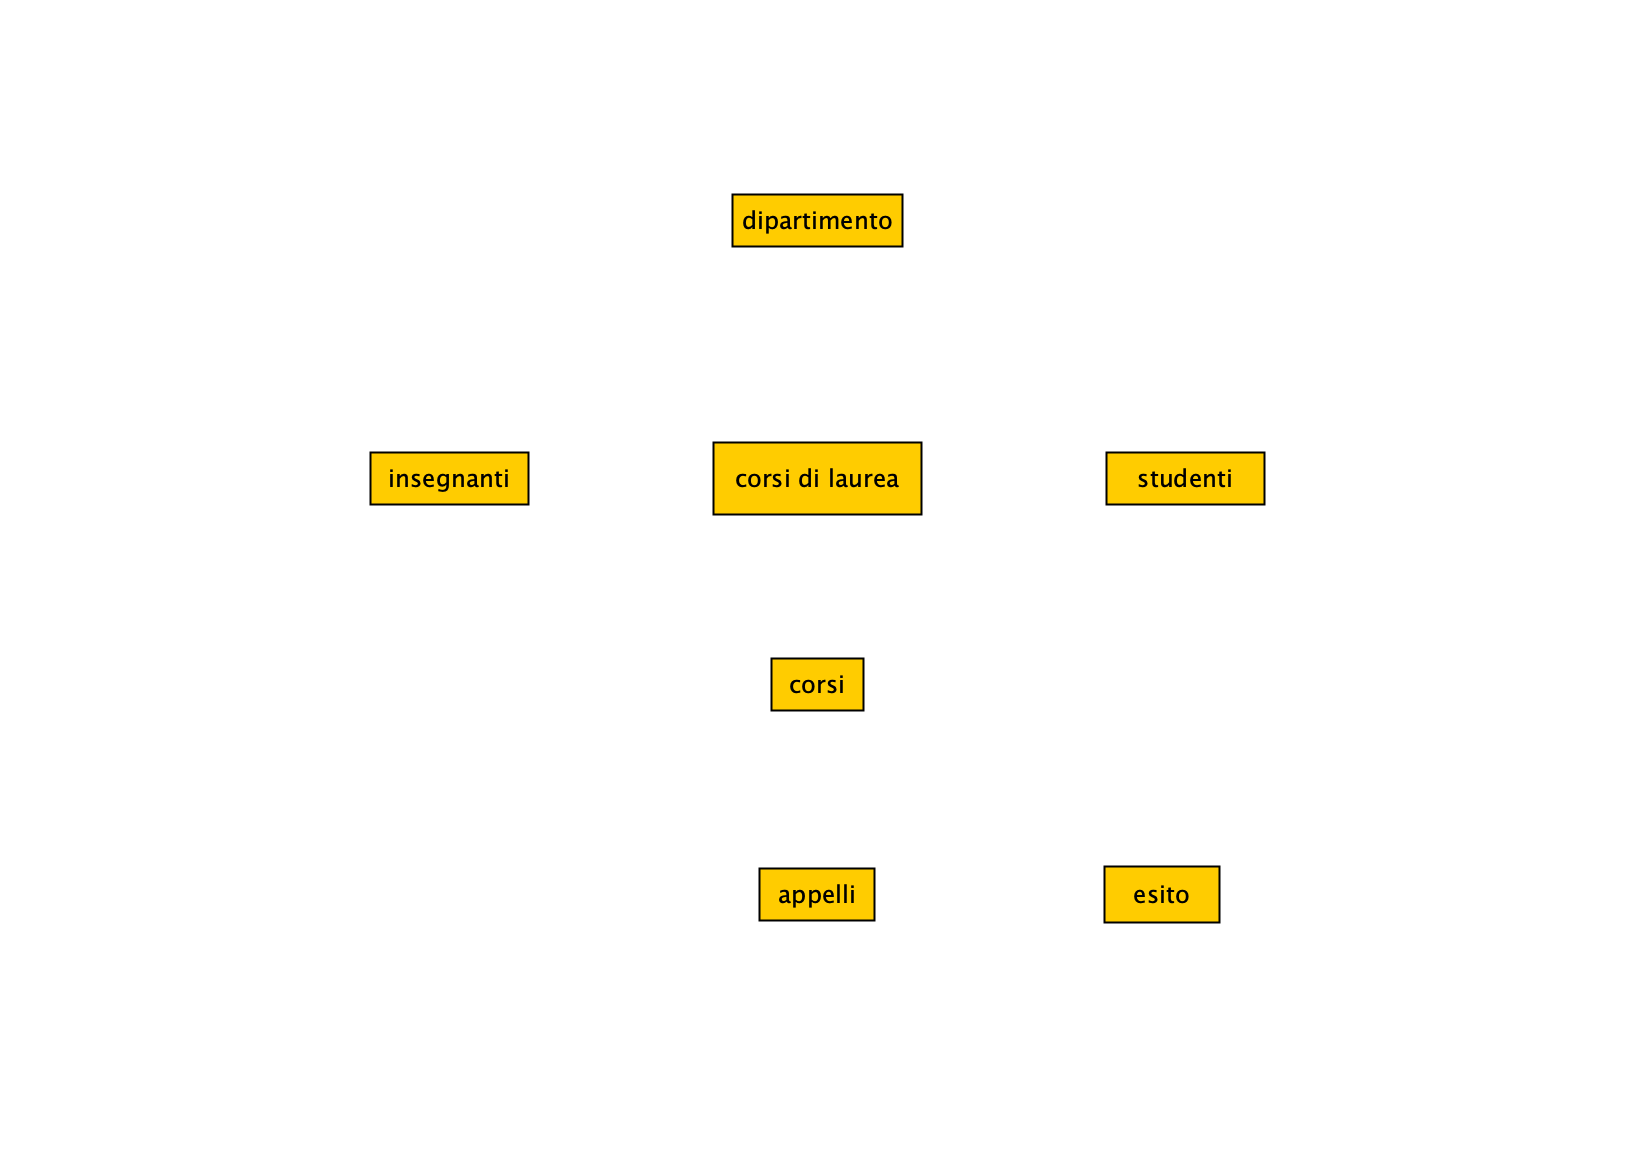 dipartimento
insegnanti
corsi di laurea
studenti
corsi
appelli
esito